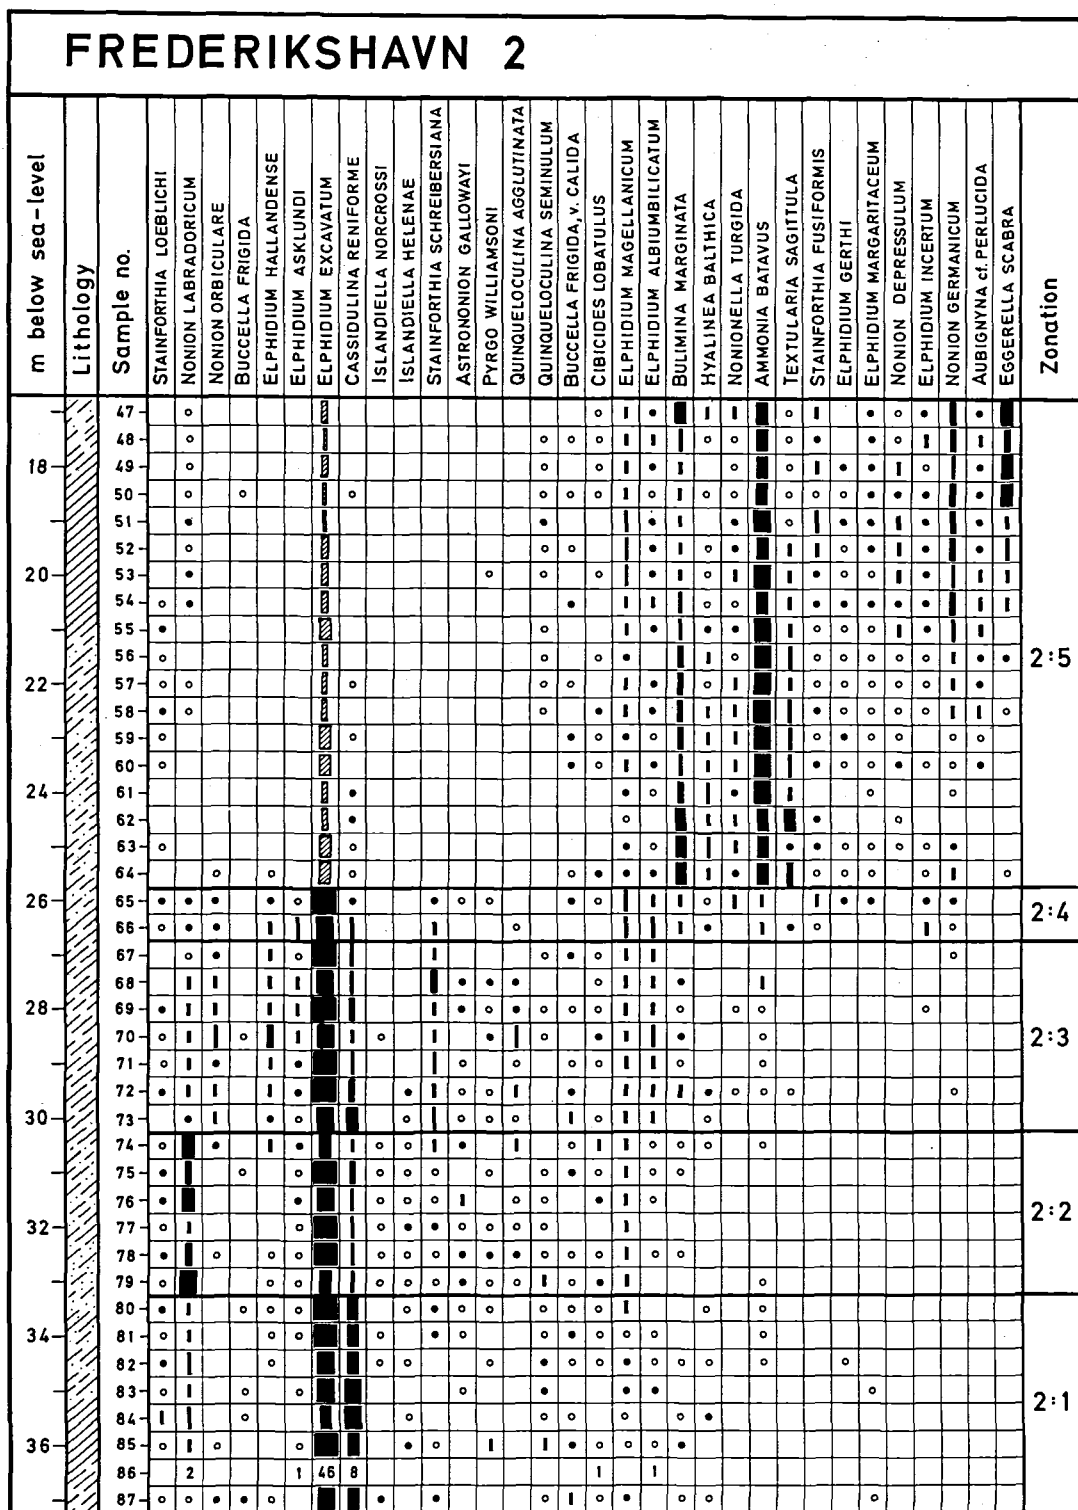 FREDERIKSHAVN 2
m below sea-level
Lithology
Sample no.
STAINFORTHIA LOEBLICHI
NONION LABRADORICUM
NONION ORBICULARE
BUCCELLA FRIGIDA
ELPHIDIUM HALLANDENSE
ELPHIDIUM ASKLUNDI
ELPHIDIUM EXCAVATUM
CASSIDULINA RENIFORME
ISLANDIELLA NORCROSSI
ISLANDIELLA HELENAE
STAINFORTHIA SCHREIBERSIANA
ASTRONONION GALLOWAYI
PYRGO WILLIAMSONI
QUINQUELOCULINA AGGLUTINATA
QUINQUELOCULINA SEMINULUM
BUCCELLA FRIGIDA, v. CALIDA
CIBICIDES LOBATULUS
ELPHIDIUM MAGELLANICUM
ELPHIDIUM ALBIUMBILICATUM
BULIMINA MARGINATA
HYALINEA BALTHICA
NONIONELLA TURGIDA
AMMONIA BATAVUS
TEXTULARIA SAGITTULA
STAINFORTHIA FUSIFORMIS
ELPHIDIUM GERTHI
ELPHIDIUM MARGARITACEUM
NONION DEPRESSULUM
ELPHIDIUM INCERTUM
NONION GERMANICUM
AUBIGNYNA cf. PERLUCIDA
EGGERELLA SCABRA
Zonation
47
48
18 49
50
51
52
20 53
54
55
56 2:5
22 57
58
59
60
24 61
62
63
64
26 65 2:4
66
67
68
28 69
70 2:3
71
72
30 73
74
75
76
32 77 2:2
78
79
80
34 81
82
83
84 2:1
36 85
86 2 1 46 8 1 1
87